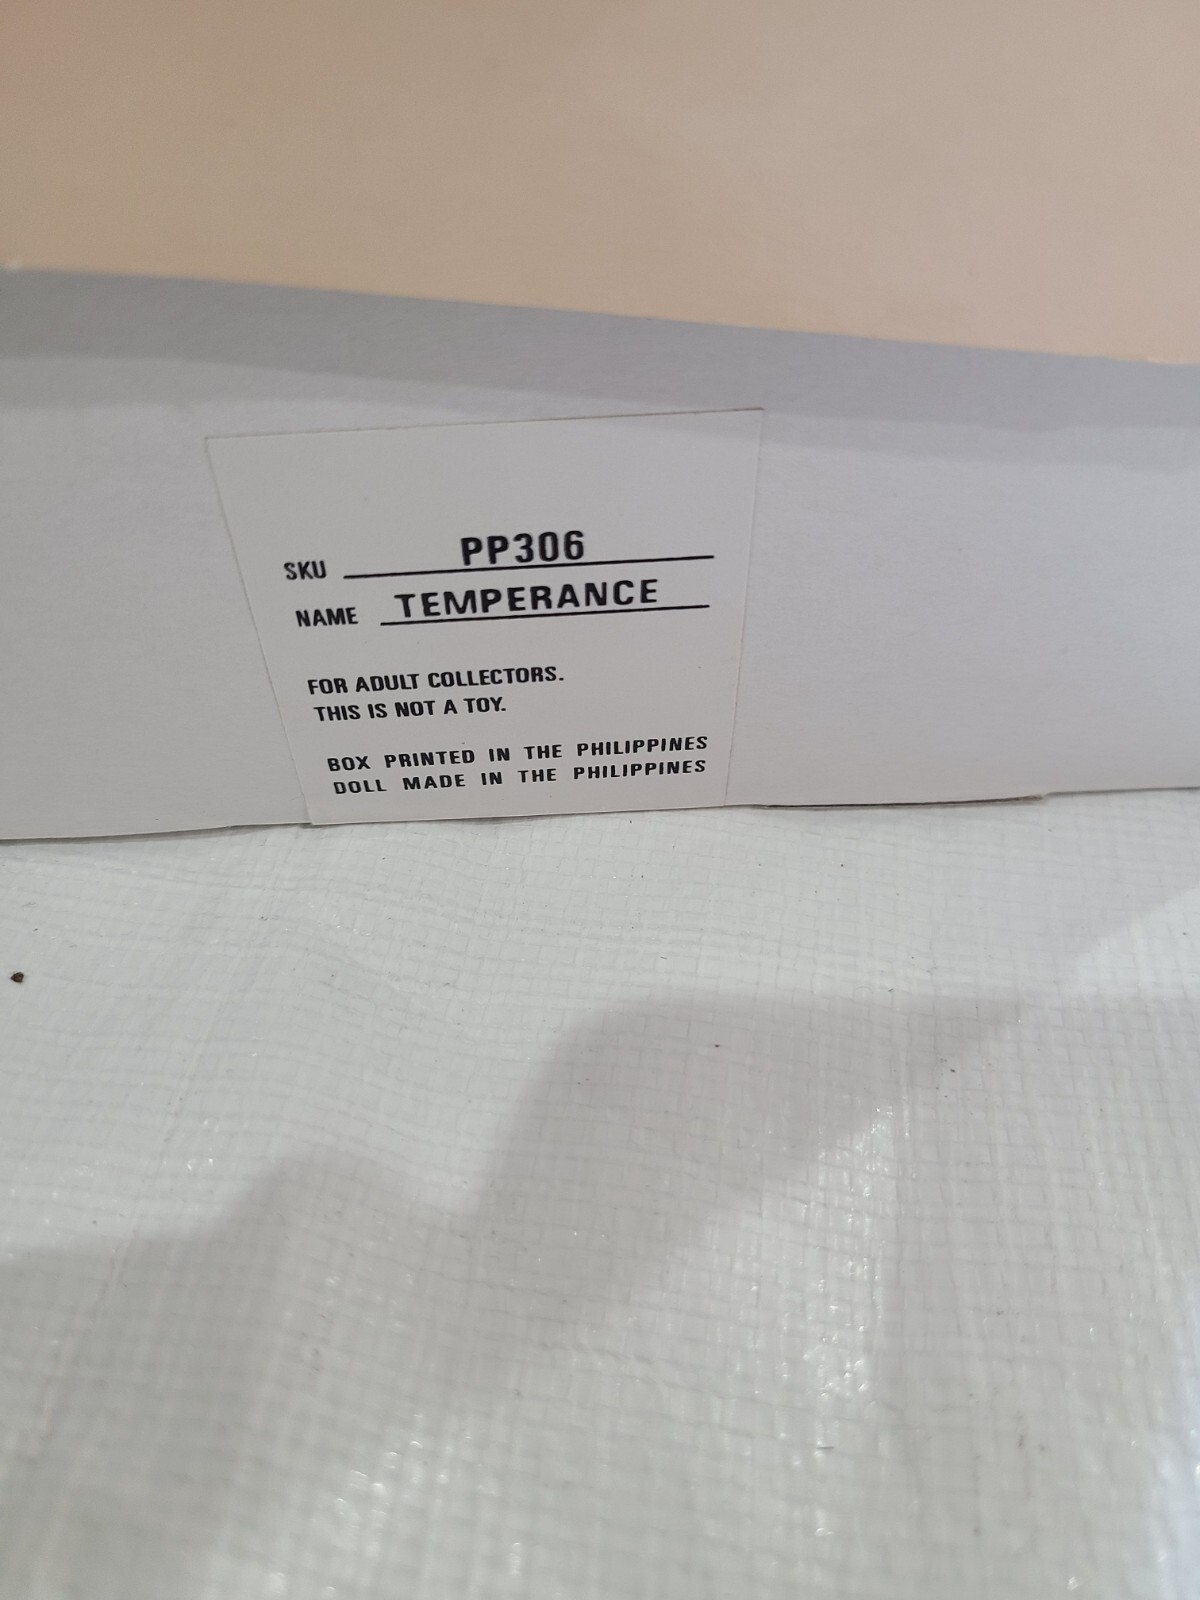 SKU PP306
NAME TEMPERANCE
FOR ADULT COLLECTORS.
THIS IS NOT A TOY.
BOX PRINTED IN THE PHILIPPINES
DOLL MADE IN THE PHILIPPINES